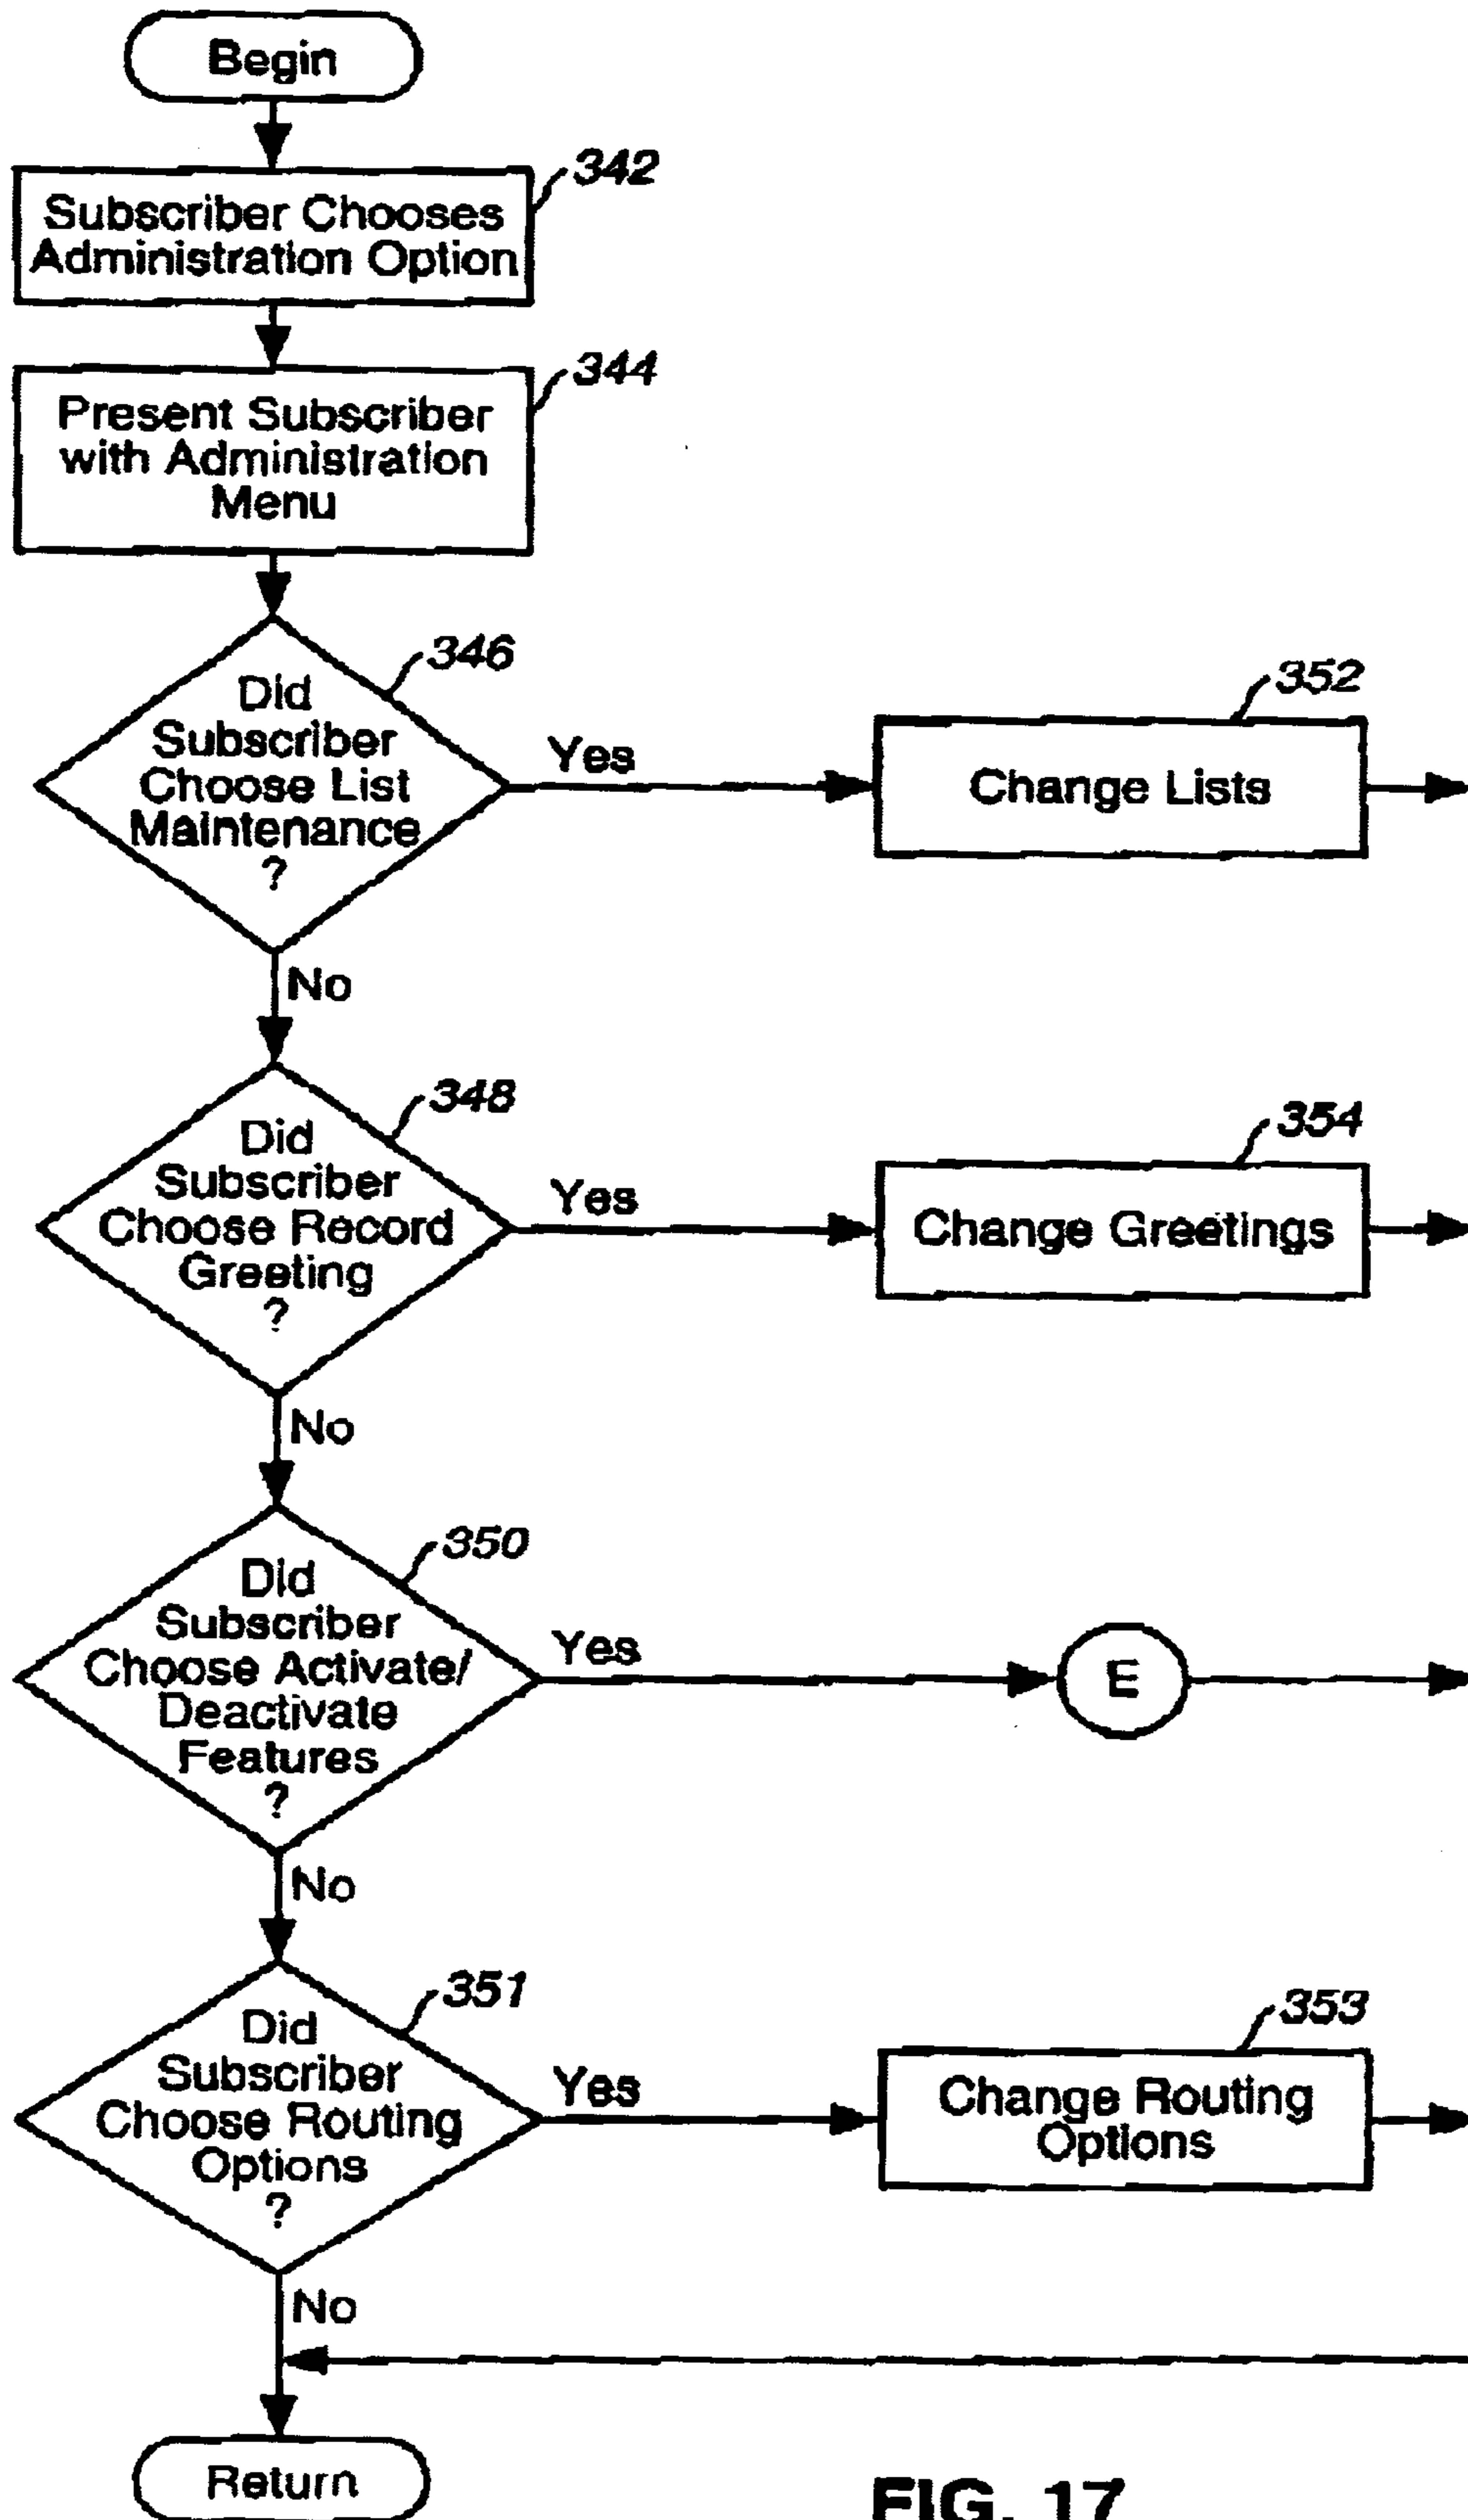 Begin
342
Subscriber Chooses
Administration Option
344
Present Subscriber
with Administration
Menu
346
Did
Subscriber
Choose List
Maintenance
?
Yes
352
Change Lists
No
348
Did
Subscriber
Choose Record
Greeting
?
Yes
354
Change Greetings
No
350
Did
Subscriber
Choose Activate/
Deactivate
Features
?
Yes
E
No
351
Did
Subscriber
Choose Routing
Options
?
Yes
353
Change Routing
Options
No
Return
FIG. 17